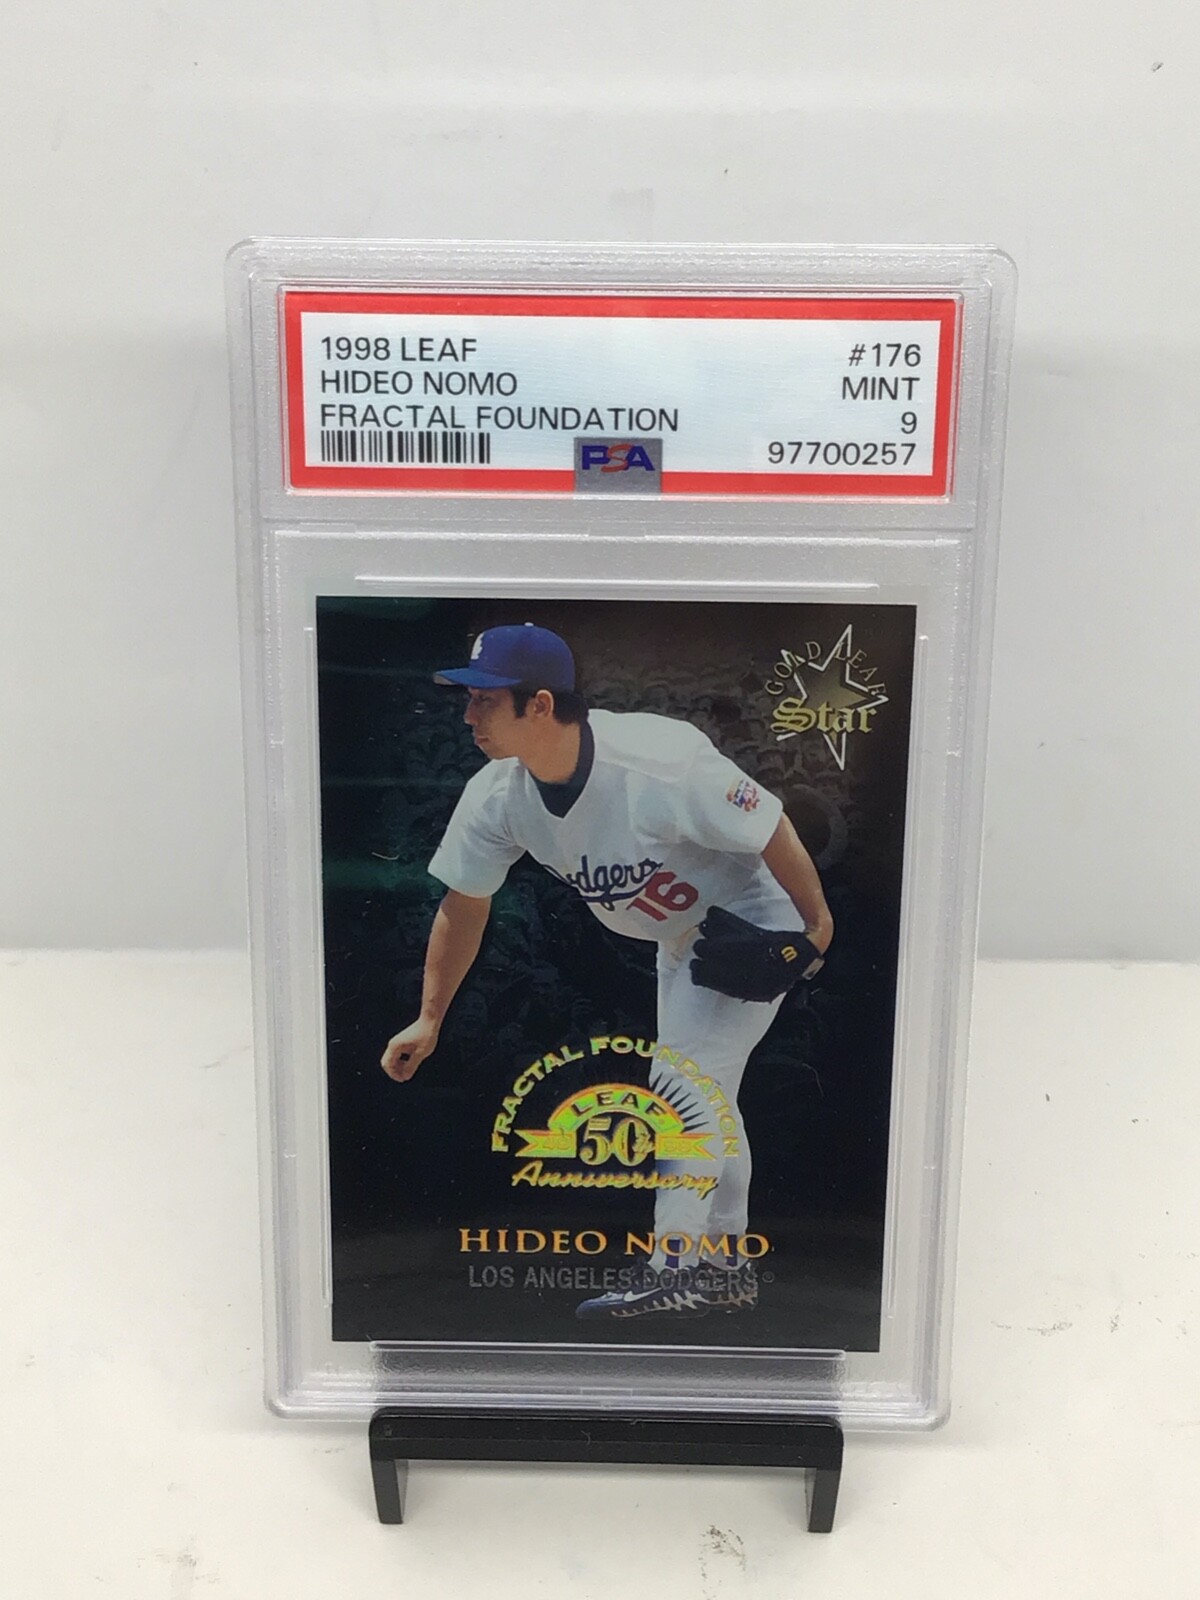 1998 LEAF #176
HIDEO NOMO MINT
FRACTAL FOUNDATION 9
PSA 97700257
GOLD LEAF
Star
Dodgers
16
FRACTAL FOUNDATION
LEAF
50
Anniversary
HIDEO NOMO
LOS ANGELES DODGERS®